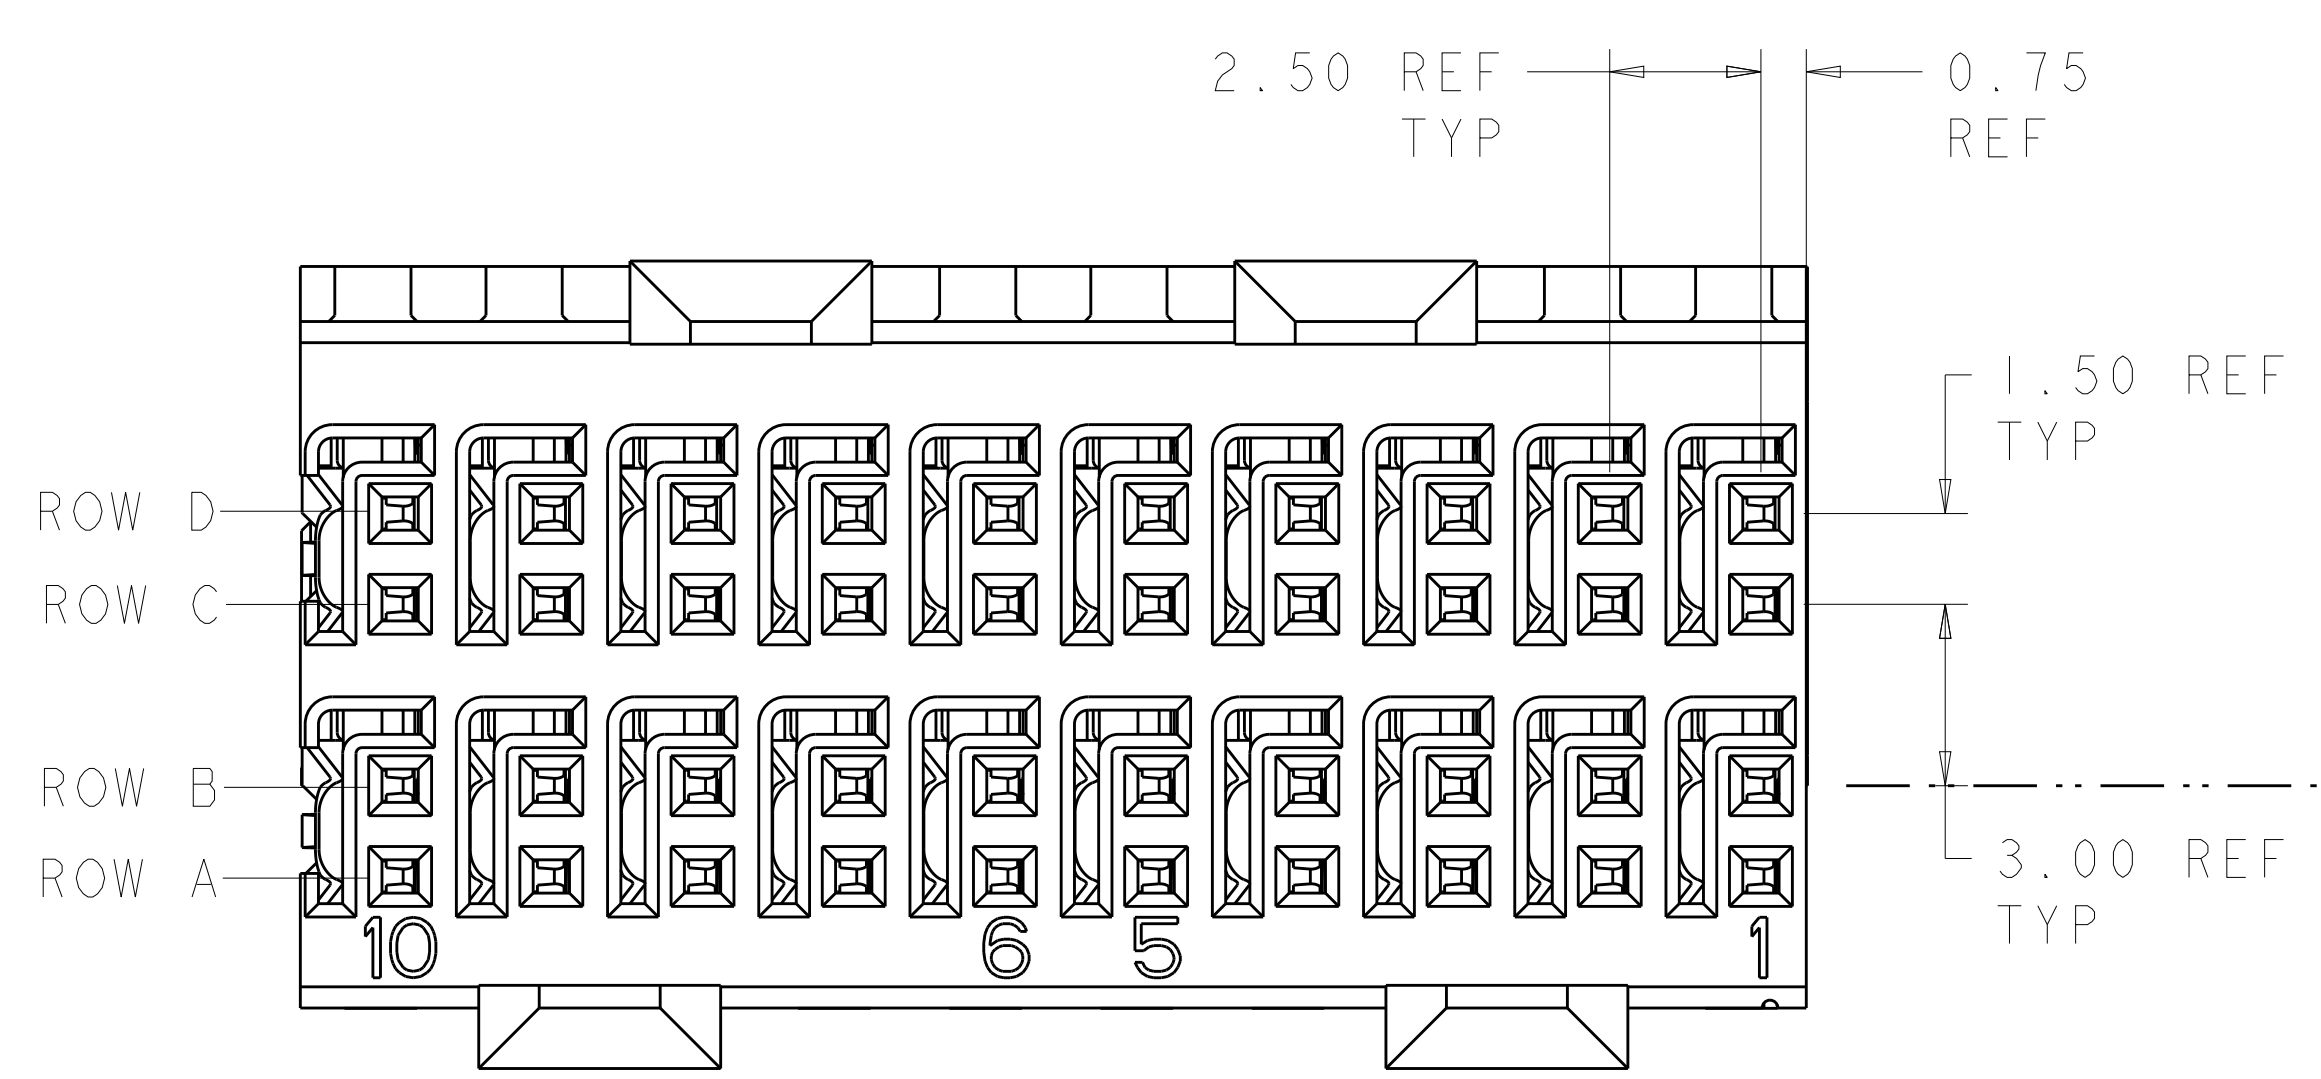 2.50 REF
TYP
0.75
REF
1.50 REF
TYP
ROW D
ROW C
ROW B
ROW A
3.00 REF
TYP
10 6 5 1